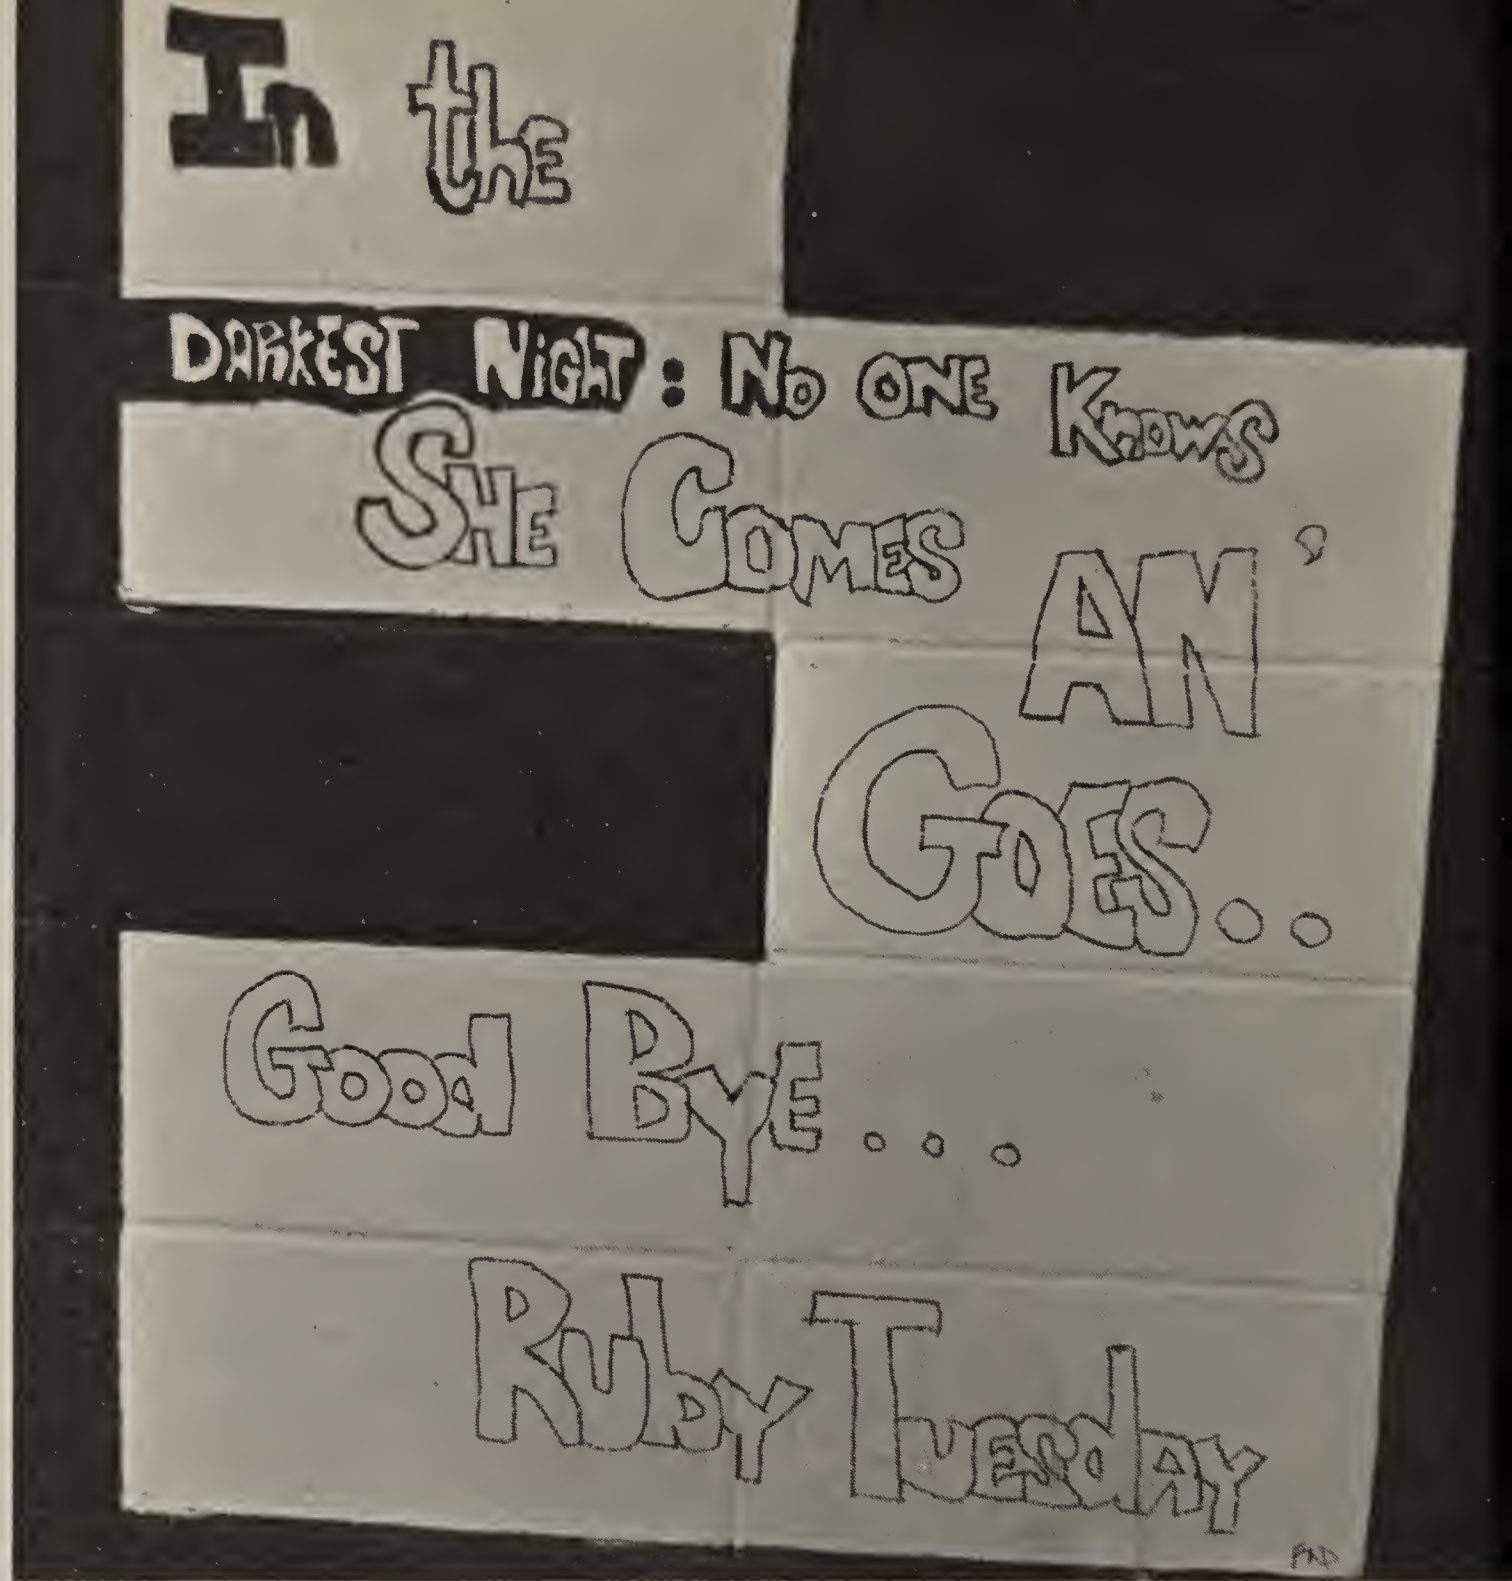 In the
DARKEST NiGHT: No ONE KNowS
SHE COMES AN'
GOES..
Good ByE...
RUby TUESdAY